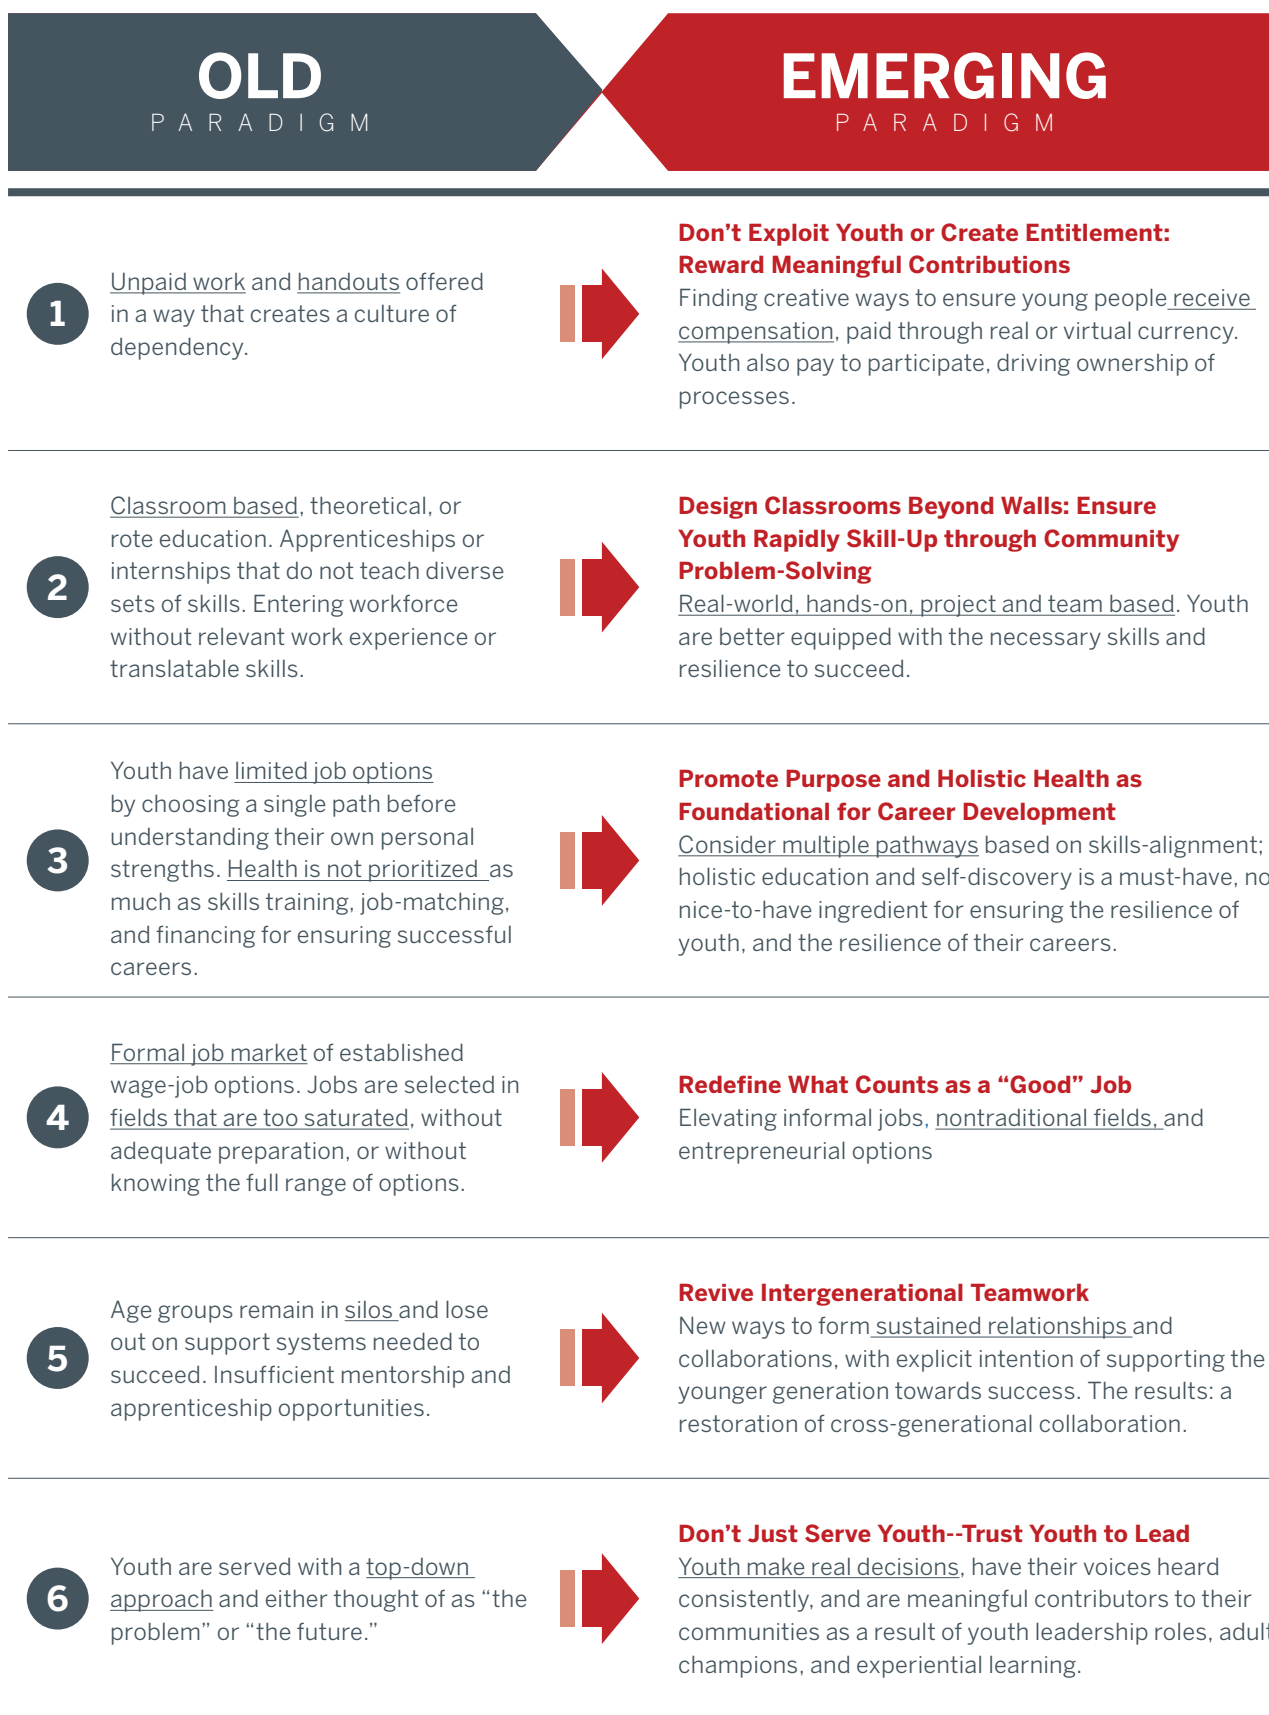 OLD
PARADIGM
EMERGING
PARADIGM
1
Unpaid work and handouts offered
in a way that creates a culture of
dependency.
Don’t Exploit Youth or Create Entitlement:
Reward Meaningful Contributions
Finding creative ways to ensure young people receive
compensation, paid through real or virtual currency.
Youth also pay to participate, driving ownership of
processes.
2
Classroom based, theoretical, or
rote education. Apprenticeships or
internships that do not teach diverse
sets of skills. Entering workforce
without relevant work experience or
translatable skills.
Design Classrooms Beyond Walls: Ensure
Youth Rapidly Skill-Up through Community
Problem-Solving
Real-world, hands-on, project and team based. Youth
are better equipped with the necessary skills and
resilience to succeed.
3
Youth have limited job options
by choosing a single path before
understanding their own personal
strengths. Health is not prioritized as
much as skills training, job-matching,
and financing for ensuring successful
careers.
Promote Purpose and Holistic Health as
Foundational for Career Development
Consider multiple pathways based on skills-alignment;
holistic education and self-discovery is a must-have, no
nice-to-have ingredient for ensuring the resilience of
youth, and the resilience of their careers.
4
Formal job market of established
wage-job options. Jobs are selected in
fields that are too saturated, without
adequate preparation, or without
knowing the full range of options.
Redefine What Counts as a “Good” Job
Elevating informal jobs, nontraditional fields, and
entrepreneurial options
5
Age groups remain in silos and lose
out on support systems needed to
succeed. Insufficient mentorship and
apprenticeship opportunities.
Revive Intergenerational Teamwork
New ways to form sustained relationships and
collaborations, with explicit intention of supporting the
younger generation towards success. The results: a
restoration of cross-generational collaboration.
6
Youth are served with a top-down
approach and either thought of as “the
problem” or “the future.”
Don’t Just Serve Youth--Trust Youth to Lead
Youth make real decisions, have their voices heard
consistently, and are meaningful contributors to their
communities as a result of youth leadership roles, adult
champions, and experiential learning.